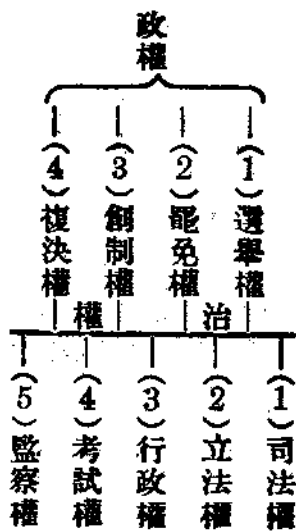 政權
(1)選舉權
(2)罷免權
(3)創制權
(4)複決權
治權
(1)司法權
(2)立法權
(3)行政權
(4)考試權
(5)監察權